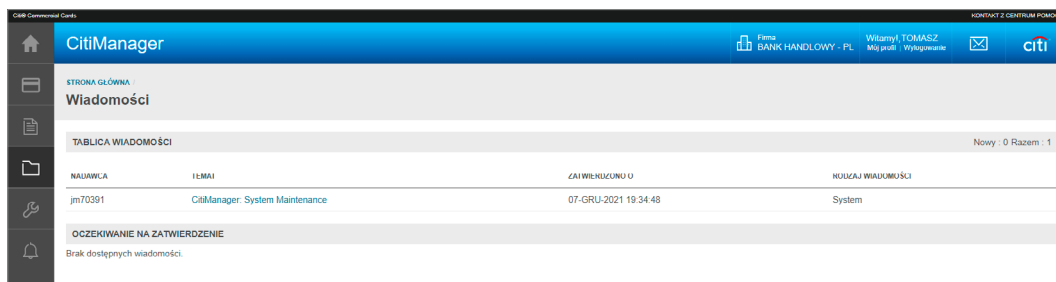 Citi® Commercial Cards
KONTAKT Z CENTRUM POMOC
CitiManager
Firma
BANK HANDLOWY - PL
Witamy!, TOMASZ
Mój profil | Wylogowanie
citi
STRONA GŁÓWNA /
Wiadomości
TABLICA WIADOMOŚCI
Nowy : 0 Razem : 1
NADAWCA TEMAT ZATWIERDZONO O RODZAJ WIADOMOŚCI
jm70391 CitiManager: System Maintenance 07-GRU-2021 19:34:48 System
OCZEKIWANIE NA ZATWIERDZENIE
Brak dostępnych wiadomości.